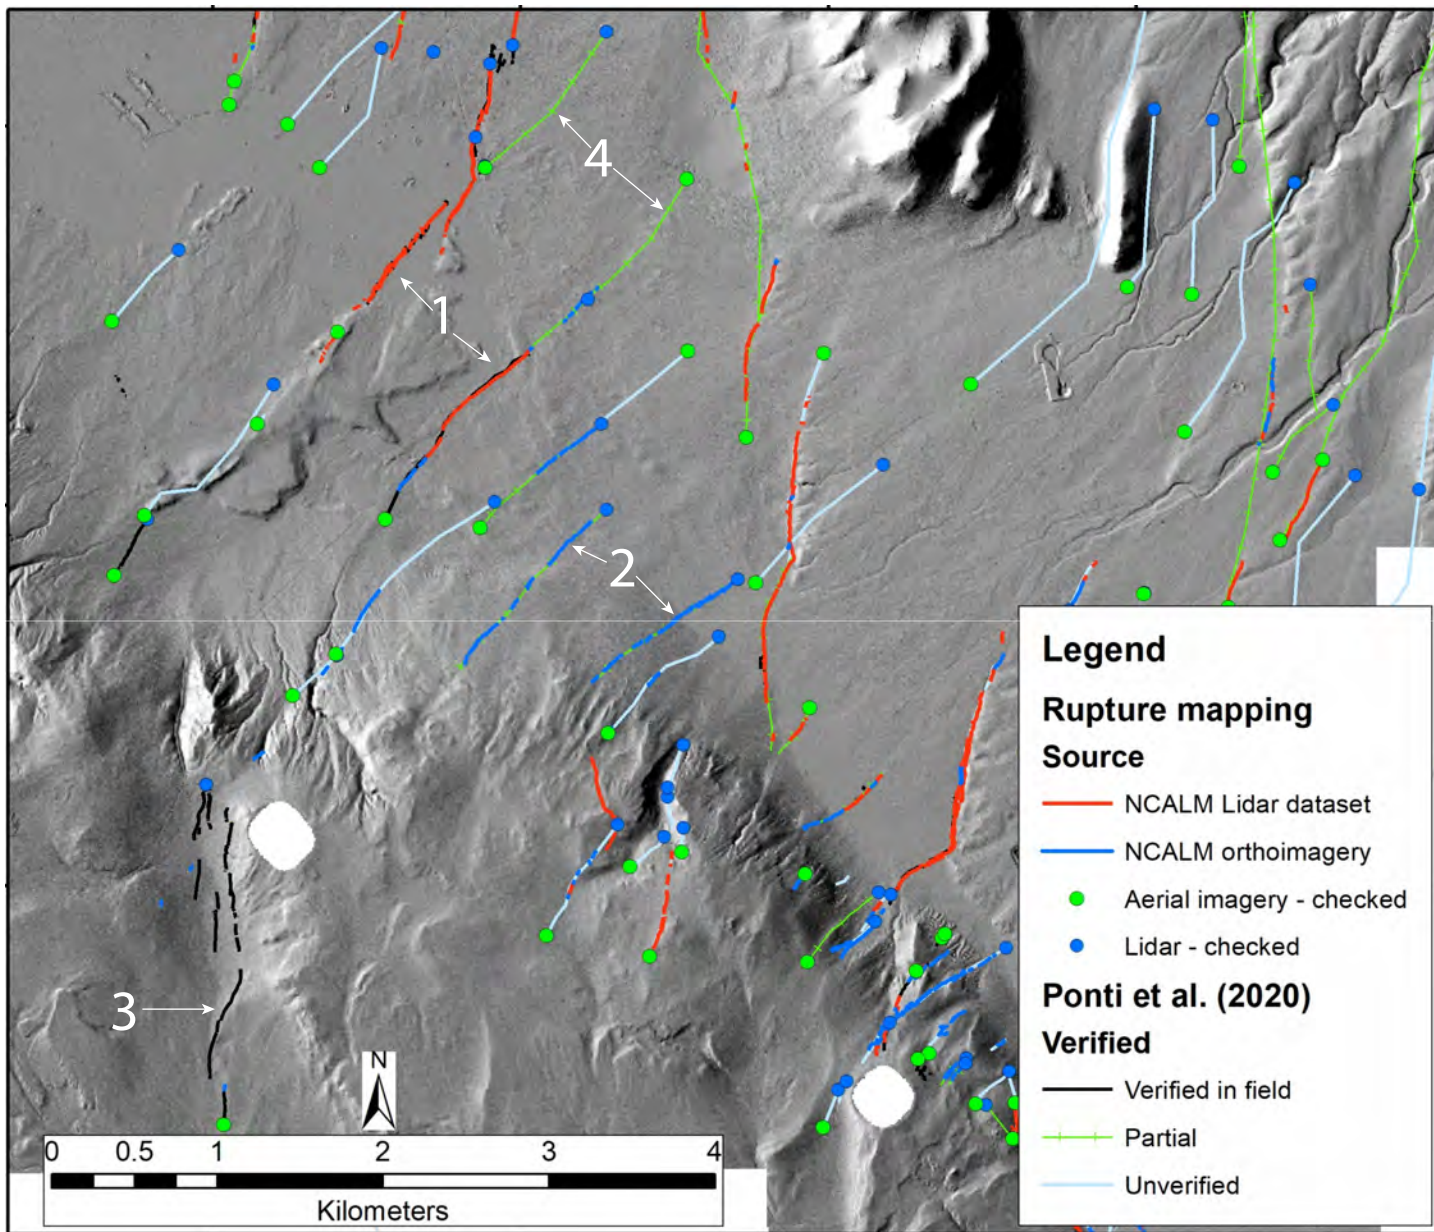 4
1
2
3
N
0 0.5 1 2 3 4
Kilometers
Legend
Rupture mapping
Source
NCALM Lidar dataset
NCALM orthoimagery
Aerial imagery - checked
Lidar - checked
Ponti et al. (2020)
Verified
Verified in field
Partial
Unverified